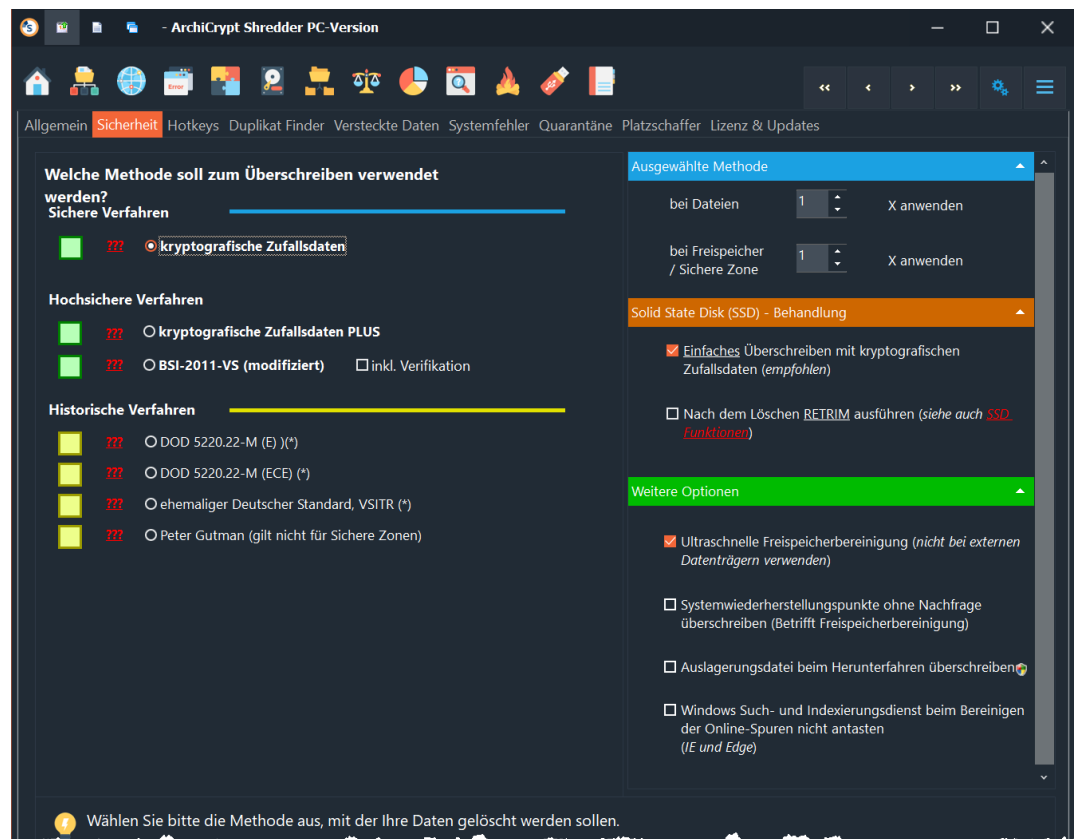 - ArchiCrypt Shredder PC-Version
Error
Allgemein Sicherheit Hotkeys Duplikat Finder Versteckte Daten Systemfehler Quarantäne Platzschaffer Lizenz & Updates
Welche Methode soll zum Überschreiben verwendet
werden?
Sichere Verfahren
??? kryptografische Zufallsdaten
Hochsichere Verfahren
??? kryptografische Zufallsdaten PLUS
??? BSI-2011-VS (modifiziert) inkl. Verifikation
Historische Verfahren
??? DOD 5220.22-M (E) )(*)
??? DOD 5220.22-M (ECE) (*)
??? ehemaliger Deutscher Standard, VSITR (*)
??? Peter Gutman (gilt nicht für Sichere Zonen)
Ausgewählte Methode
bei Dateien 1 X anwenden
bei Freispeicher
/ Sichere Zone 1 X anwenden
Solid State Disk (SSD) - Behandlung
Einfaches Überschreiben mit kryptografischen
Zufallsdaten (empfohlen)
Nach dem Löschen RETRIM ausführen (siehe auch SSD
Funktionen)
Weitere Optionen
Ultraschnelle Freispeicherbereinigung (nicht bei externen
Datenträgern verwenden)
Systemwiederherstellungspunkte ohne Nachfrage
überschreiben (Betrifft Freispeicherbereinigung)
Auslagerungsdatei beim Herunterfahren überschreiben
Windows Such- und Indexierungsdienst beim Bereinigen
der Online-Spuren nicht antasten
(IE und Edge)
Wählen Sie bitte die Methode aus, mit der Ihre Daten gelöscht werden sollen.